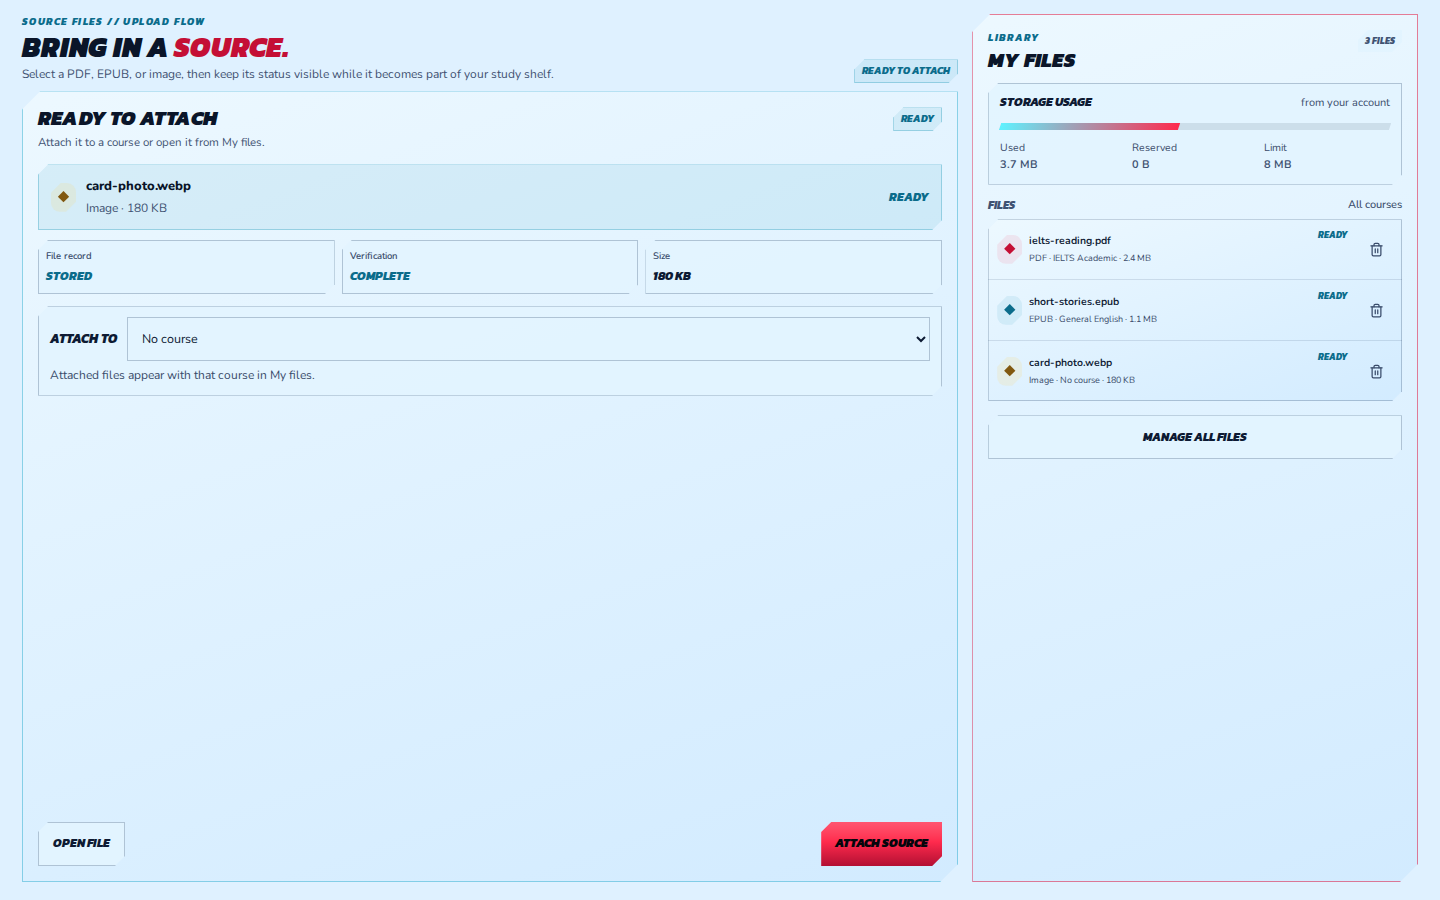 SOURCE FILES // UPLOAD FLOW
BRING IN A SOURCE.
Select a PDF, EPUB, or image, then keep its status visible while it becomes part of your study shelf.
READY TO ATTACH
READY TO ATTACH
READY
Attach it to a course or open it from My files.
card-photo.webp
Image · 180 KB
READY
File record
STORED
Verification
COMPLETE
Size
180 KB
ATTACH TO
No course
Attached files appear with that course in My files.
OPEN FILE
ATTACH SOURCE
LIBRARY
3 FILES
MY FILES
STORAGE USAGE
from your account
Used
Reserved
Limit
3.7 MB
0 B
8 MB
FILES
All courses
ielts-reading.pdf
READY
PDF · IELTS Academic · 2.4 MB
short-stories.epub
READY
EPUB · General English · 1.1 MB
card-photo.webp
READY
Image · No course · 180 KB
MANAGE ALL FILES